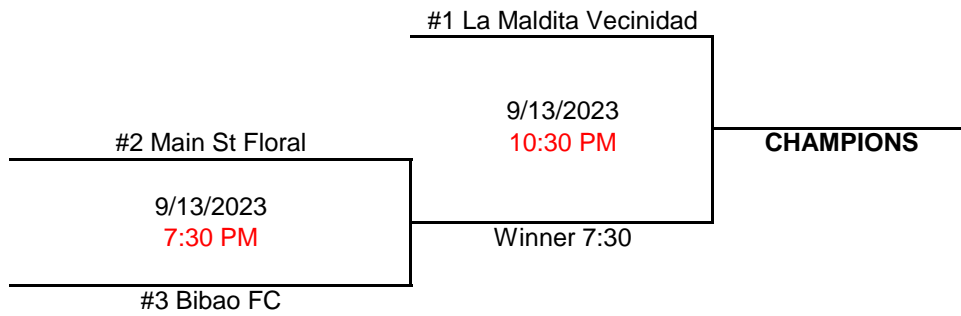 #1 La Maldita Vecinidad
9/13/2023
#2 Main St Floral
10:30 PM
CHAMPIONS
9/13/2023
7:30 PM
Winner 7:30
#3 Bibao FC